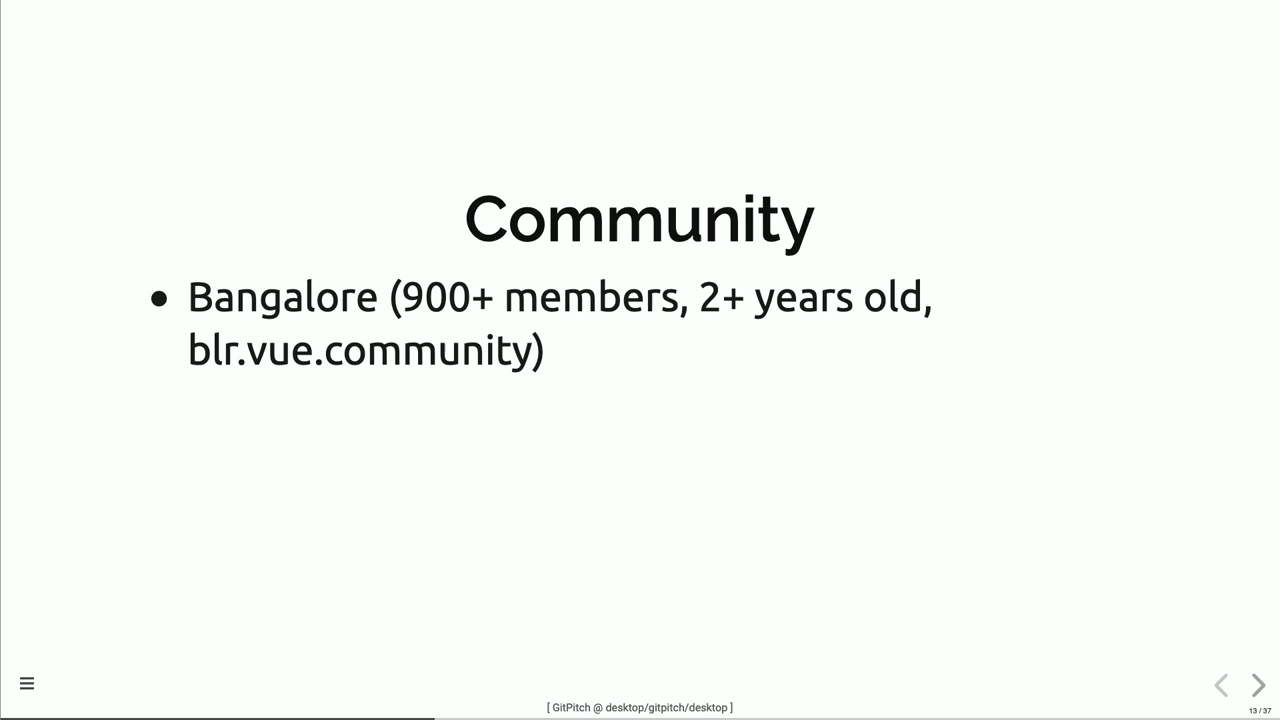 Community
Bangalore (900+ members, 2+ years old,
blr.vue.community)
[ GitPitch @ desktop/gitpitch/desktop ]
13 / 37